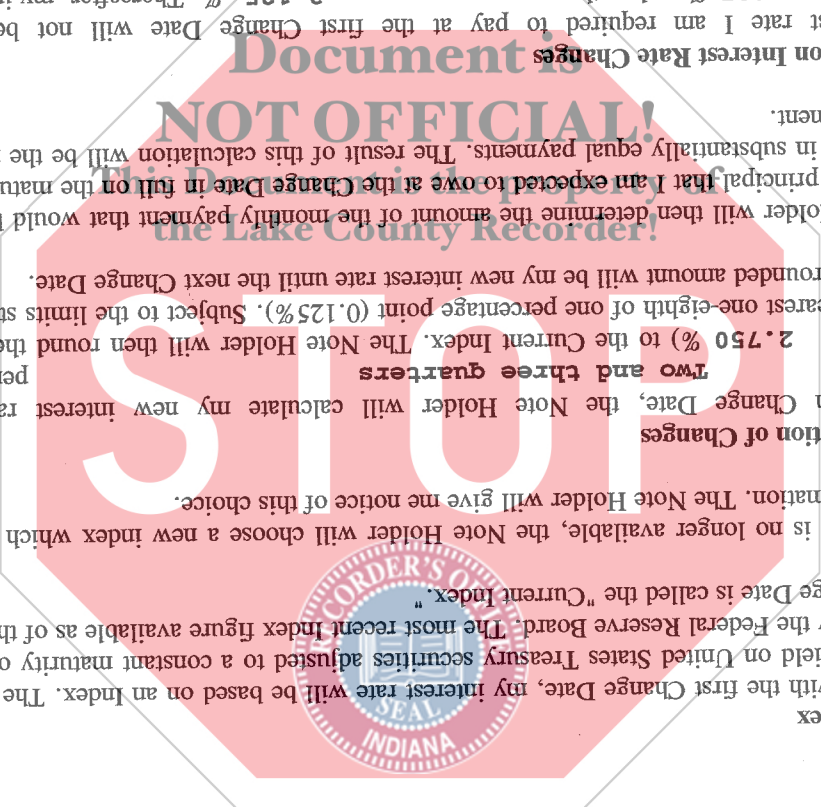 ex
with the first Change Date, my interest rate will be based on an Index. The
ield on United States Treasury securities adjusted to a constant maturity o
y the Federal Reserve Board. The most recent Index figure available as of th
ge Date is called the "Current Index."
is no longer available, the Note Holder will choose a new index which
mation. The Note Holder will give me notice of this choice.
tion of Changes
h Change Date, the Note Holder will calculate my new interest ra
Two and three quarters per
2.750 %) to the Current Index. The Note Holder will then round the
earest one-eighth of one percentage point (0.125%). Subject to the limits st
rounded amount will be my new interest rate until the next Change Date.
older will then determine the amount of the monthly payment that would b
principal that I am expected to owe at the Change Date in full on the matu
in substantially equal payments. The result of this calculation will be the
ment.
on Interest Rate Changes
st rate I am required to pay at the first Change Date will not be
Document is
NOT OFFICIAL!
This Document is the property of
the Lake County Recorder!
STOP
RECORDER'S OF
SEAL
INDIANA